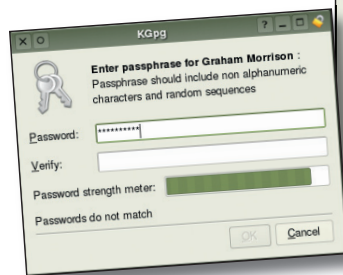 KGpg
Enter passphrase for Graham Morrison :
Passphrase should include non alphanumeric
characters and random sequences
Password: **********
Verify:
Password strength meter:
Passwords do not match
OK Cancel